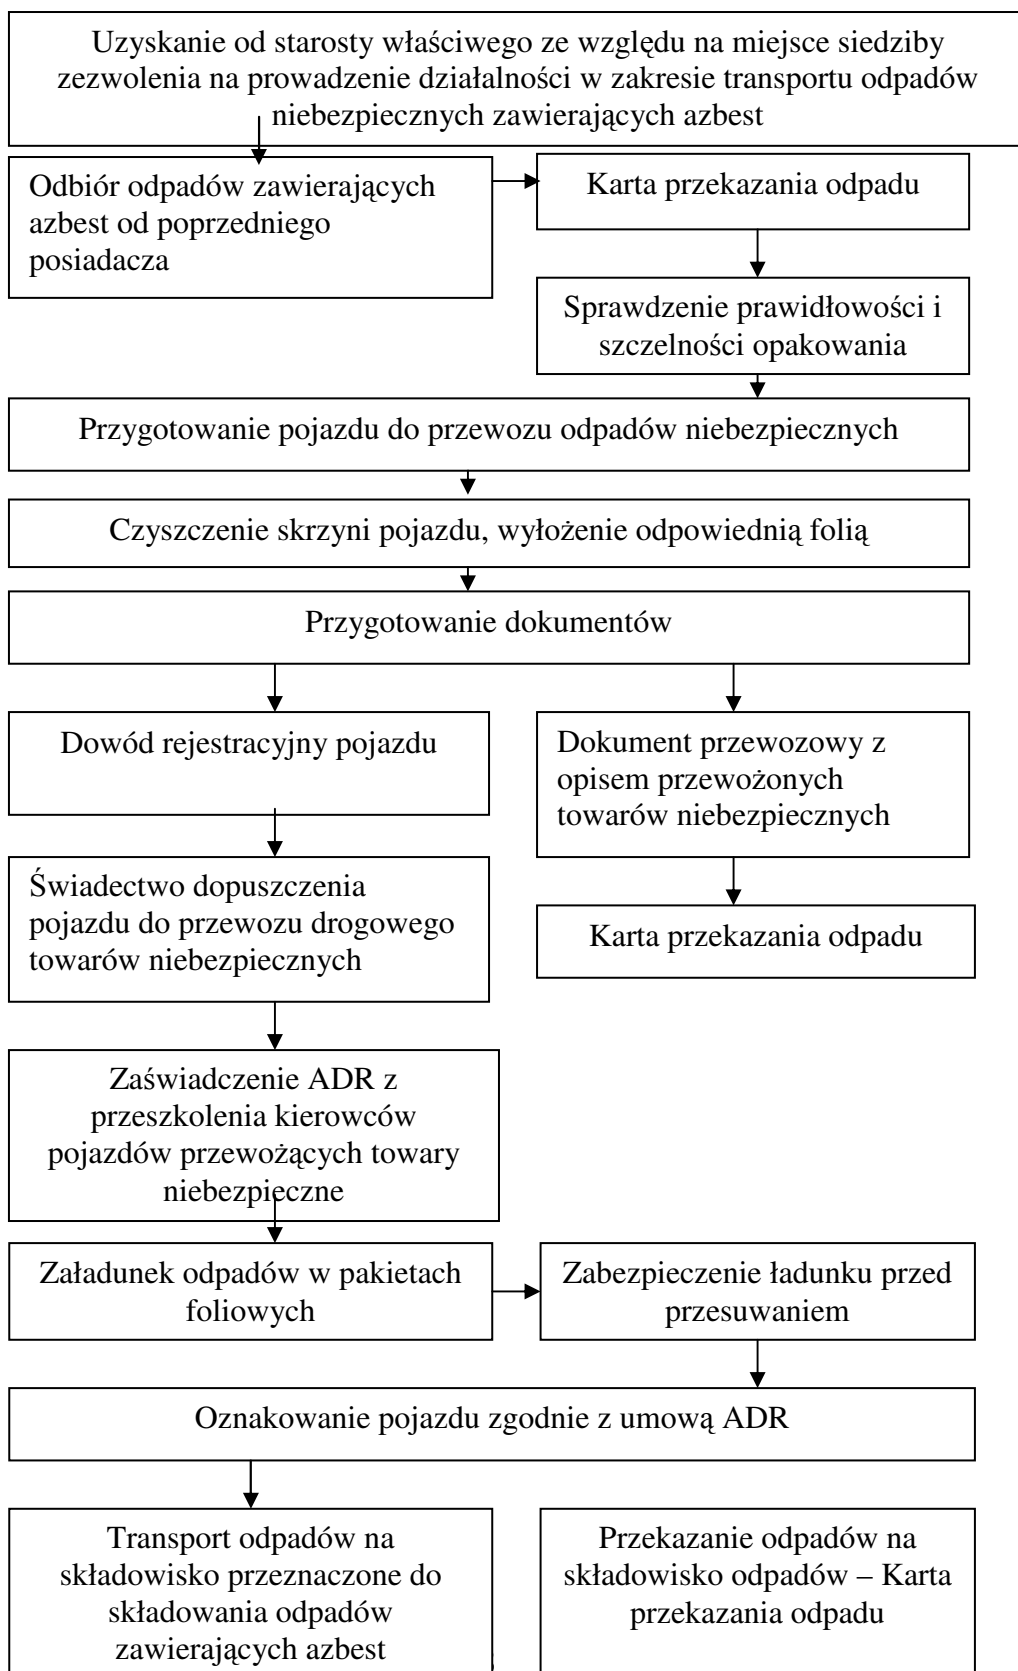 Uzyskanie od starosty właściwego ze względu na miejsce siedziby
zezwolenia na prowadzenie działalności w zakresie transportu odpadów
niebezpiecznych zawierających azbest
Odbiór odpadów zawierających
azbest od poprzedniego
posiadacza
Karta przekazania odpadu
Sprawdzenie prawidłowości i
szczelności opakowania
Przygotowanie pojazdu do przewozu odpadów niebezpiecznych
Czyszczenie skrzyni pojazdu, wyłożenie odpowiednią folią
Przygotowanie dokumentów
Dowód rejestracyjny pojazdu
Dokument przewozowy z
opisem przewożonych
towarów niebezpiecznych
Świadectwo dopuszczenia
pojazdu do przewozu drogowego
towarów niebezpiecznych
Karta przekazania odpadu
Zaświadczenie ADR z
przeszkolenia kierowców
pojazdów przewożących towary
niebezpieczne
Załadunek odpadów w pakietach
foliowych
Zabezpieczenie ładunku przed
przesuwaniem
Oznakowanie pojazdu zgodnie z umową ADR
Transport odpadów na
składowisko przeznaczone do
składowania odpadów
zawierających azbest
Przekazanie odpadów na
składowisko odpadów – Karta
przekazania odpadu